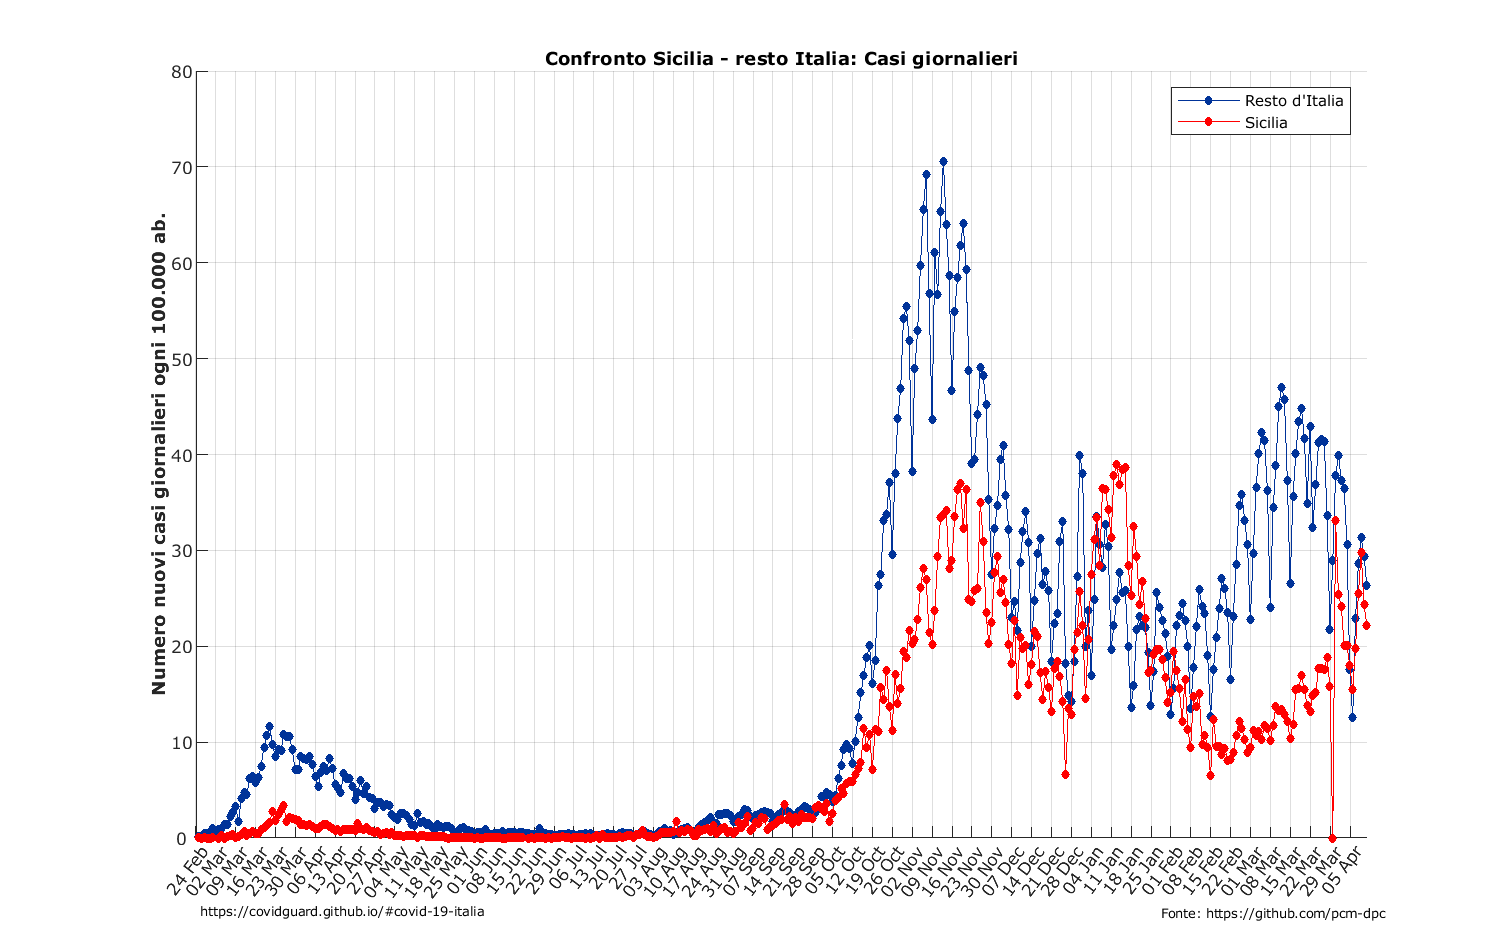 Confronto Sicilia - resto Italia: Casi giornalieri
Numero nuovi casi giornalieri ogni 100.000 ab.
80
70
60
50
40
30
20
10
0
Resto d'Italia
Sicilia
24 Feb
02 Mar
09 Mar
16 Mar
23 Mar
30 Mar
06 Apr
13 Apr
20 Apr
27 Apr
04 May
11 May
18 May
25 May
01 Jun
08 Jun
15 Jun
22 Jun
29 Jun
06 Jul
13 Jul
20 Jul
27 Jul
03 Aug
10 Aug
17 Aug
24 Aug
31 Aug
07 Sep
14 Sep
21 Sep
28 Sep
05 Oct
12 Oct
19 Oct
26 Oct
02 Nov
09 Nov
16 Nov
23 Nov
30 Nov
07 Dec
14 Dec
21 Dec
28 Dec
04 Jan
11 Jan
18 Jan
25 Jan
01 Feb
08 Feb
15 Feb
22 Feb
01 Mar
08 Mar
15 Mar
22 Mar
29 Mar
05 Apr
https://covidguard.github.io/#covid-19-italia
Fonte: https://github.com/pcm-dpc